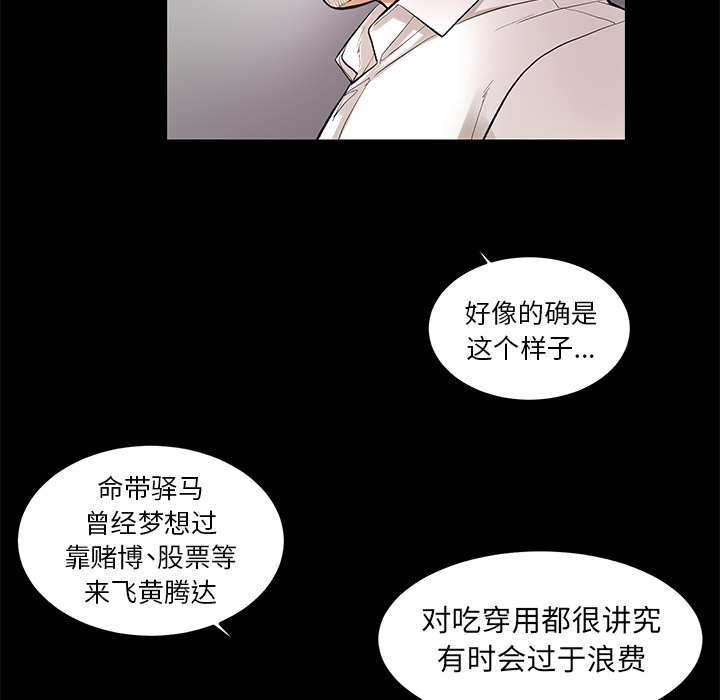 好像的确是
这个样子...
命带驿马
曾经梦想过
靠赌博、股票等
来飞黄腾达
对吃穿用都很讲究
有时会过于浪费